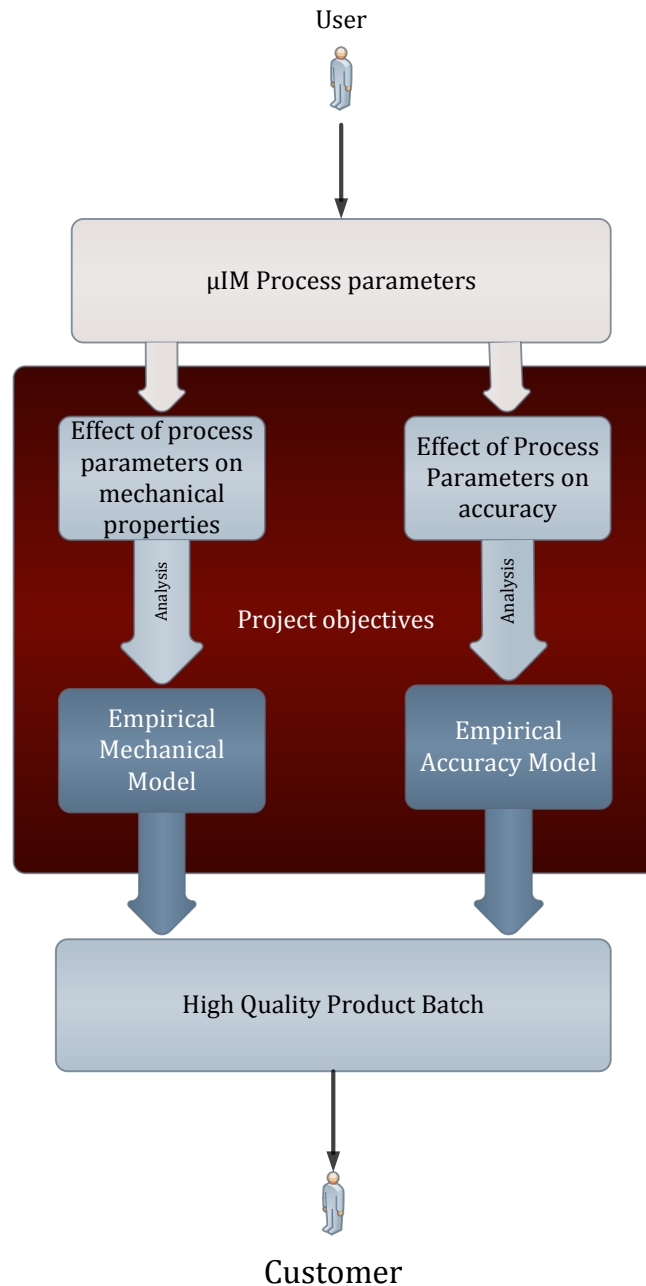 User
µIM Process parameters
Effect of process
parameters on
mechanical
properties
Effect of Process
Parameters on
accuracy
Analysis
Analysis
Project objectives
Empirical
Mechanical
Model
Empirical
Accuracy Model
High Quality Product Batch
Customer